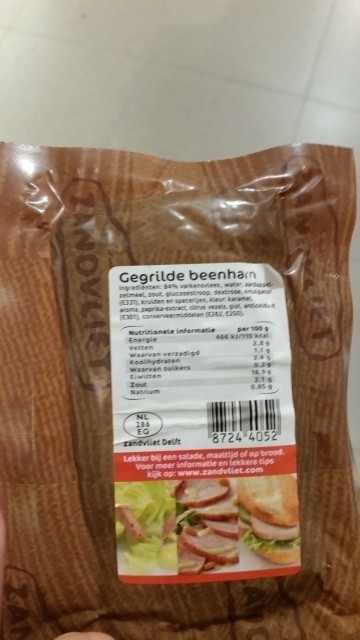 ZANDVLIET
ZANDVLIET
Gegrilde beenham
Ingrediënten: 84% varkensvlees, water, aardappel-
zetmeel, zout, glucosestroop, dextrose, emulgator
(E331), kruiden en specerijen, kleur: karamel,
aroma, paprika-extract, citrus vezels, gist, antioxidant
(E301), conserveermiddelen (E262, E250).
Nutritionele informatie per 100 g
Energie 466 kJ/110 kcal
Vetten 2,8 g
Waarvan verzadigd 1,1 g
Koolhydraten 2,4 g
Waarvan suikers 0,7 g
Eiwitten 18,9 g
Zout 2,1 g
Natrium 0,85 g
NL
286
EG
Zandvliet Delft
8724 4052
Lekker bij een salade, maaltijd of op brood.
Voor meer informatie en lekkere tips
kijk op: www.zandvliet.com